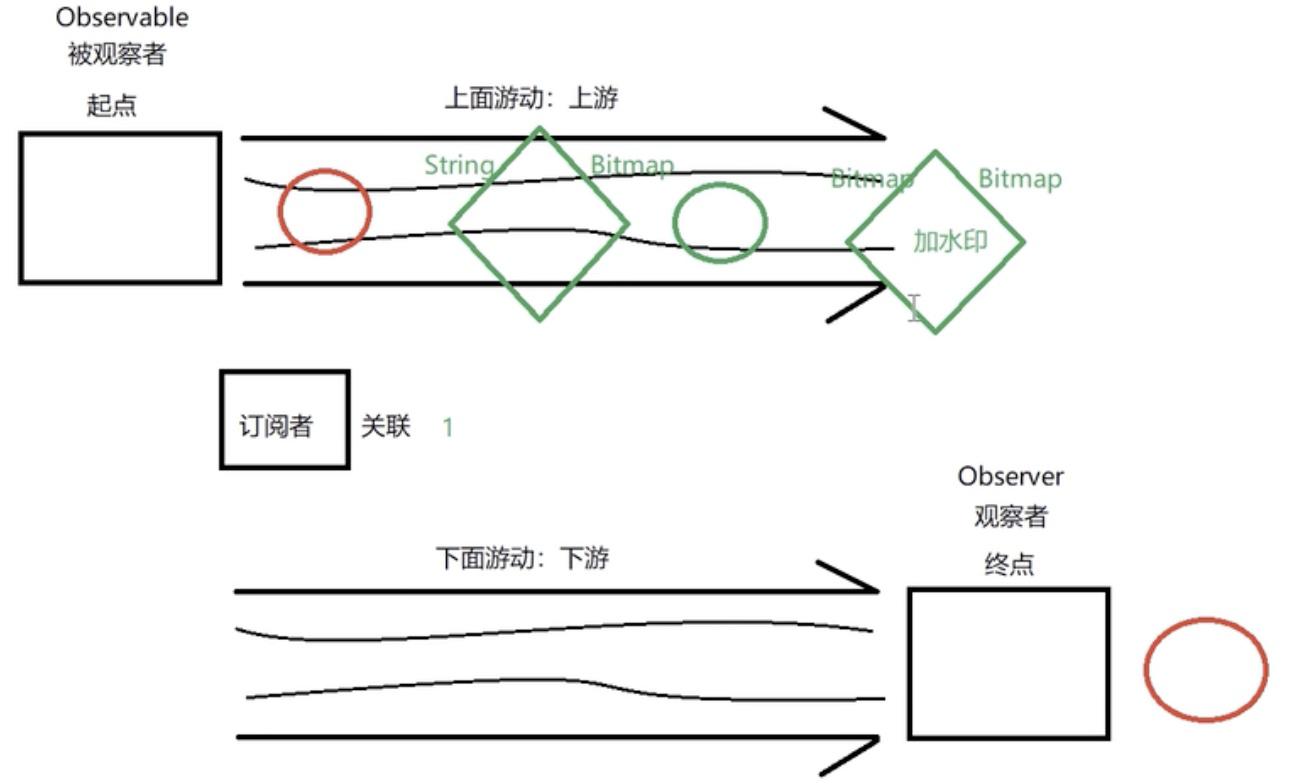 Observable
被观察者
起点
上面游动：上游
String
Bitmap
Bitmap
Bitmap
加水印
订阅者
关联
1
Observer
观察者
终点
下面游动：下游